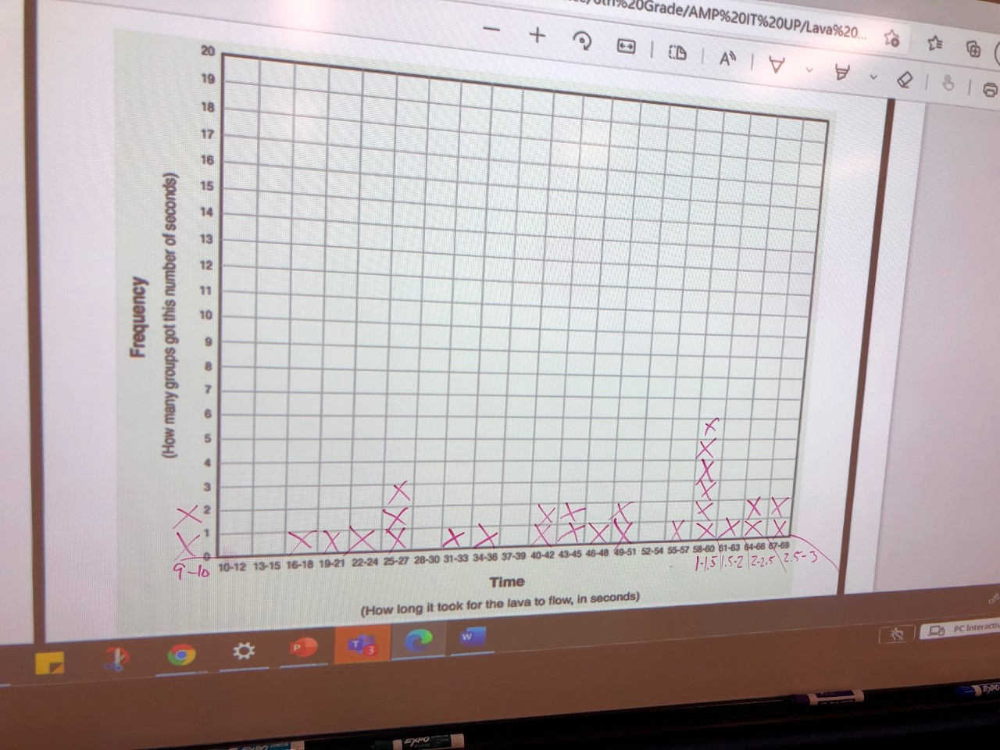 0th%20Grade/AMP%20IT%20UP/Lava%20...
20
19
18
17
16
15
14
13
12
11
10
9
8
7
6
5
4
3
2
1
0
Frequency
(How many groups got this number of seconds)
9-10 10-12 13-15 16-18 19-21 22-24 25-27 28-30 31-33 34-36 37-39 40-42 43-45 46-48 49-51 52-54 55-57 58-60 61-63 64-66 67-69
1-1.5 1.5-2 2-2.5 2.5-3
Time
(How long it took for the lava to flow, in seconds)
P T 3 W
PC Interactiv
EXPO
EXPO
EXPO